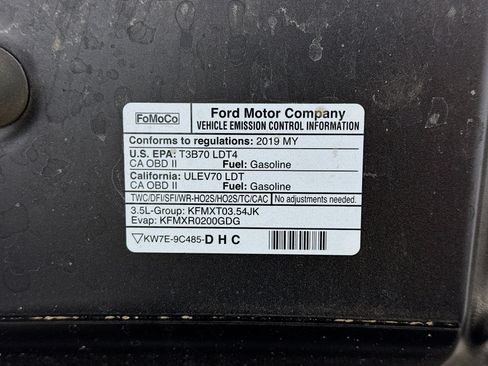 FoMoCo
Ford Motor Company
VEHICLE EMISSION CONTROL INFORMATION
Conforms to regulations: 2019 MY
U.S. EPA: T3B70 LDT4
CA OBD II Fuel: Gasoline
California: ULEV70 LDT
CA OBD II Fuel: Gasoline
TWC/DFI/SFI/WR-HO2S/HO2S/TC/CAC No adjustments needed.
3.5L-Group: KFMXT03.54JK
Evap: KFMXR0200GDG
▽KW7E-9C485-D H C